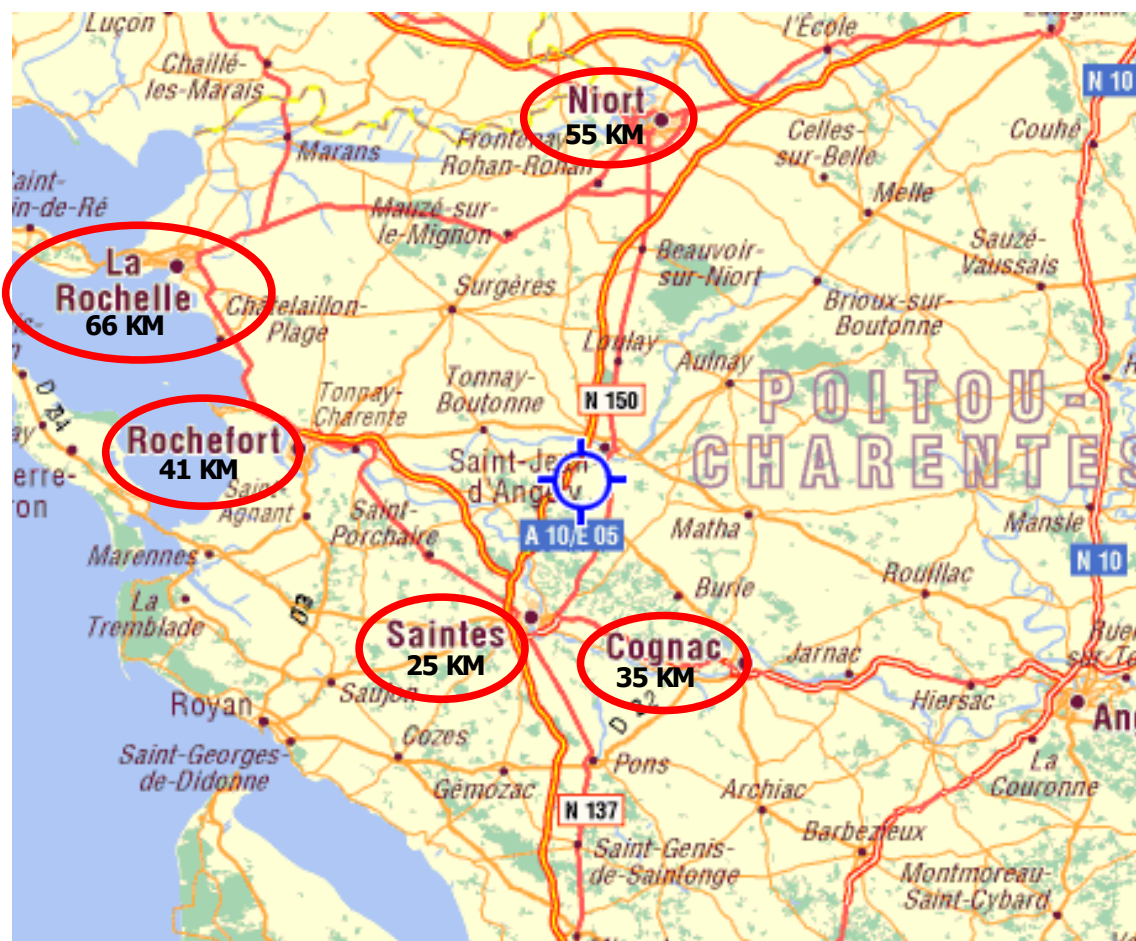 Luçon
l'École
Chaillé-
les-Marais
N 10
Niort
55 KM
Marans
Frontenay
Rohan-Rohan
Celles-
sur-Belle
Couhé
Melle
Mauzé-sur-
le-Mignon
Beauvoir-
sur-Niort
Sauzé-
Vaussais
La
Rochelle
66 KM
Surgères
Châtelaillon-
Plage
Brioux-sur-
Boutonne
Loulay
Aulnay
D 734
Tonnay-
Charente
Tonnay-
Boutonne
N 150
POITOU-
CHARENTES
Rochefort
41 KM
Saint-Jean
d'Angély
Saint-
Agnant
Saint-
Porchaire
A 10/E 05
Matha
Mansle
Marennes
N 10
Burie
Rouillac
La
Tremblade
Saintes
25 KM
Cognac
35 KM
Jarnac
Hiersac
Saujon
Royan
Cozes
Saint-Georges-
de-Didonne
Pons
Gémozac
Archiac
La
Couronne
N 137
Barbezieux
Saint-Genis-
de-Saintonge
Montmoreau-
Saint-Cybard